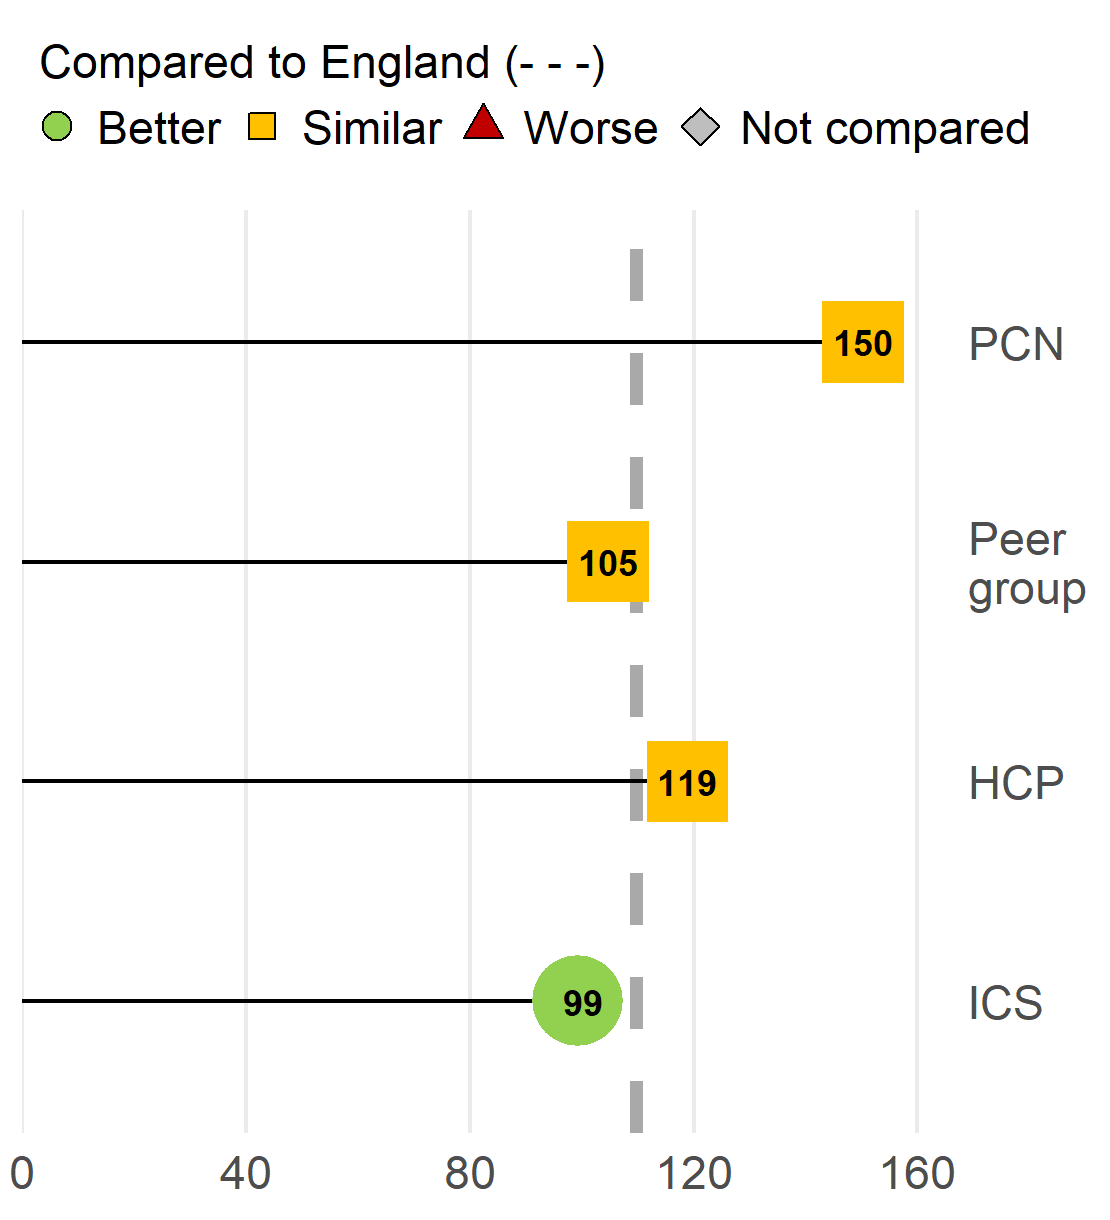 Compared to England (- - -)
Better Similar Worse Not compared
150 PCN
105 Peer
group
119 HCP
99 ICS
0 40 80 120 160